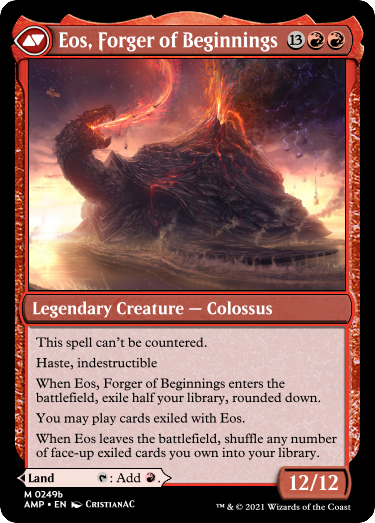 Eos, Forger of Beginnings 13
Legendary Creature — Colossus
This spell can't be countered.
Haste, indestructible
When Eos, Forger of Beginnings enters the
battlefield, exile half your library, rounded down.
You may play cards exiled with Eos.
When Eos leaves the battlefield, shuffle any number
of face-up exiled cards you own into your library.
Land : Add .
12/12
M 0249b
AMP • EN CristianAC
™ & © 2021 Wizards of the Coast